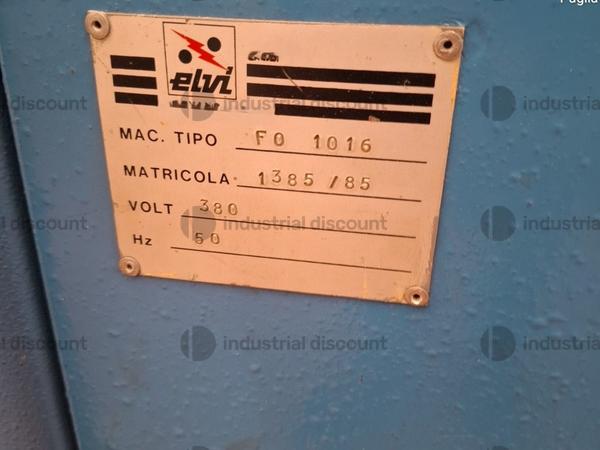 Puglia
elvi
MAC. TIPO FO 1016
MATRICOLA 1385/85
VOLT 380
Hz 50
industrial discount
industrial discount
industrial discount
industrial discount
industrial discount
industrial discount